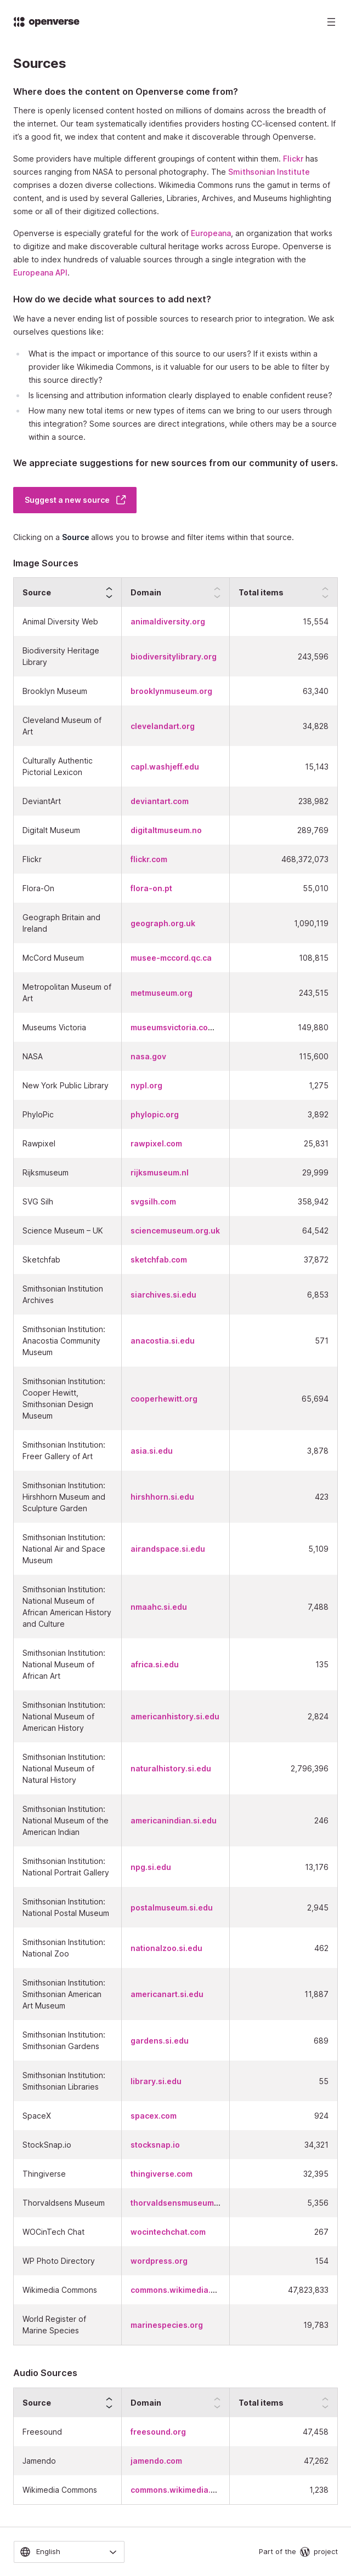 openverse
Sources
Where does the content on Openverse come from?
There is openly licensed content hosted on millions of domains across the breadth of
the internet. Our team systematically identifies providers hosting CC-licensed content. If
it’s a good fit, we index that content and make it discoverable through Openverse.
Some providers have multiple different groupings of content within them. Flickr has
sources ranging from NASA to personal photography. The Smithsonian Institute
comprises a dozen diverse collections. Wikimedia Commons runs the gamut in terms of
content, and is used by several Galleries, Libraries, Archives, and Museums highlighting
some or all of their digitized collections.
Openverse is especially grateful for the work of Europeana, an organization that works
to digitize and make discoverable cultural heritage works across Europe. Openverse is
able to index hundreds of valuable sources through a single integration with the
Europeana API.
How do we decide what sources to add next?
We have a never ending list of possible sources to research prior to integration. We ask
ourselves questions like:
What is the impact or importance of this source to our users? If it exists within a
provider like Wikimedia Commons, is it valuable for our users to be able to filter by
this source directly?
Is licensing and attribution information clearly displayed to enable confident reuse?
How many new total items or new types of items can we bring to our users through
this integration? Some sources are direct integrations, while others may be a source
within a source.
We appreciate suggestions for new sources from our community of users.
Suggest a new source
Clicking on a Source allows you to browse and filter items within that source.
Image Sources
Source Domain Total items
Animal Diversity Web animaldiversity.org 15,554
Biodiversity Heritage
Library biodiversitylibrary.org 243,596
Brooklyn Museum brooklynmuseum.org 63,340
Cleveland Museum of
Art clevelandart.org 34,828
Culturally Authentic
Pictorial Lexicon capl.washjeff.edu 15,143
DeviantArt deviantart.com 238,982
Digitalt Museum digitaltmuseum.no 289,769
Flickr flickr.com 468,372,073
Flora-On flora-on.pt 55,010
Geograph Britain and
Ireland geograph.org.uk 1,090,119
McCord Museum musee-mccord.qc.ca 108,815
Metropolitan Museum of
Art metmuseum.org 243,515
Museums Victoria museumsvictoria.co... 149,880
NASA nasa.gov 115,600
New York Public Library nypl.org 1,275
PhyloPic phylopic.org 3,892
Rawpixel rawpixel.com 25,831
Rijksmuseum rijksmuseum.nl 29,999
SVG Silh svgsilh.com 358,942
Science Museum – UK sciencemuseum.org.uk 64,542
Sketchfab sketchfab.com 37,872
Smithsonian Institution
Archives siarchives.si.edu 6,853
Smithsonian Institution:
Anacostia Community
Museum anacostia.si.edu 571
Smithsonian Institution:
Cooper Hewitt,
Smithsonian Design
Museum cooperhewitt.org 65,694
Smithsonian Institution:
Freer Gallery of Art asia.si.edu 3,878
Smithsonian Institution:
Hirshhorn Museum and
Sculpture Garden hirshhorn.si.edu 423
Smithsonian Institution:
National Air and Space
Museum airandspace.si.edu 5,109
Smithsonian Institution:
National Museum of
African American History
and Culture nmaahc.si.edu 7,488
Smithsonian Institution:
National Museum of
African Art africa.si.edu 135
Smithsonian Institution:
National Museum of
American History americanhistory.si.edu 2,824
Smithsonian Institution:
National Museum of
Natural History naturalhistory.si.edu 2,796,396
Smithsonian Institution:
National Museum of the
American Indian americanindian.si.edu 246
Smithsonian Institution:
National Portrait Gallery npg.si.edu 13,176
Smithsonian Institution:
National Postal Museum postalmuseum.si.edu 2,945
Smithsonian Institution:
National Zoo nationalzoo.si.edu 462
Smithsonian Institution:
Smithsonian American
Art Museum americanart.si.edu 11,887
Smithsonian Institution:
Smithsonian Gardens gardens.si.edu 689
Smithsonian Institution:
Smithsonian Libraries library.si.edu 55
SpaceX spacex.com 924
StockSnap.io stocksnap.io 34,321
Thingiverse thingiverse.com 32,395
Thorvaldsens Museum thorvaldsensmuseum... 5,356
WOCinTech Chat wocintechchat.com 267
WP Photo Directory wordpress.org 154
Wikimedia Commons commons.wikimedia.... 47,823,833
World Register of
Marine Species marinespecies.org 19,783
Audio Sources
Source Domain Total items
Freesound freesound.org 47,458
Jamendo jamendo.com 47,262
Wikimedia Commons commons.wikimedia.... 1,238
English Part of the project